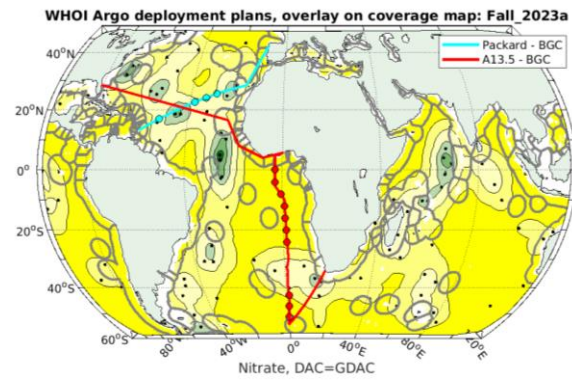 WHOI Argo deployment plans, overlay on coverage map: Fall_2023a
Packard - BGC
A13.5 - BGC
40°N
20°N
0°
20°S
40°S
60°S
80°W
40°W
0°
40°E
80°E
Nitrate, DAC=GDAC